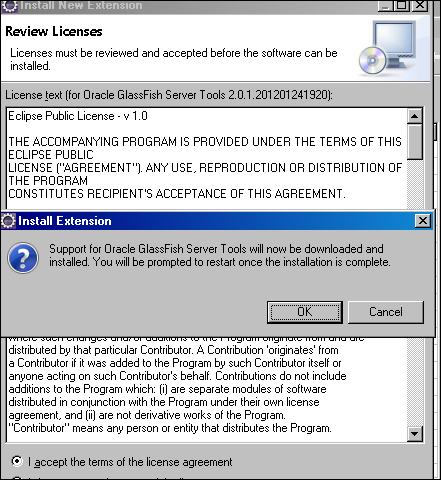 Install New Extension
Review Licenses
Licenses must be reviewed and accepted before the software can be
installed.
License text (for Oracle GlassFish Server Tools 2.0.1.201201241920):
Eclipse Public License - v 1.0
THE ACCOMPANYING PROGRAM IS PROVIDED UNDER THE TERMS OF THIS
ECLIPSE PUBLIC
LICENSE ("AGREEMENT"). ANY USE, REPRODUCTION OR DISTRIBUTION OF
THE PROGRAM
CONSTITUTES RECIPIENT'S ACCEPTANCE OF THIS AGREEMENT.
Install Extension
Support for Oracle GlassFish Server Tools will now be downloaded and
installed. You will be prompted to restart once the installation is complete.
OK
Cancel
where such changes and/or additions to the Program originate from and are
distributed by that particular Contributor. A Contribution 'originates' from
a Contributor if it was added to the Program by such Contributor itself or
anyone acting on such Contributor's behalf. Contributions do not include
additions to the Program which: (i) are separate modules of software
distributed in conjunction with the Program under their own license
agreement, and (ii) are not derivative works of the Program.
"Contributor" means any person or entity that distributes the Program.
I accept the terms of the license agreement